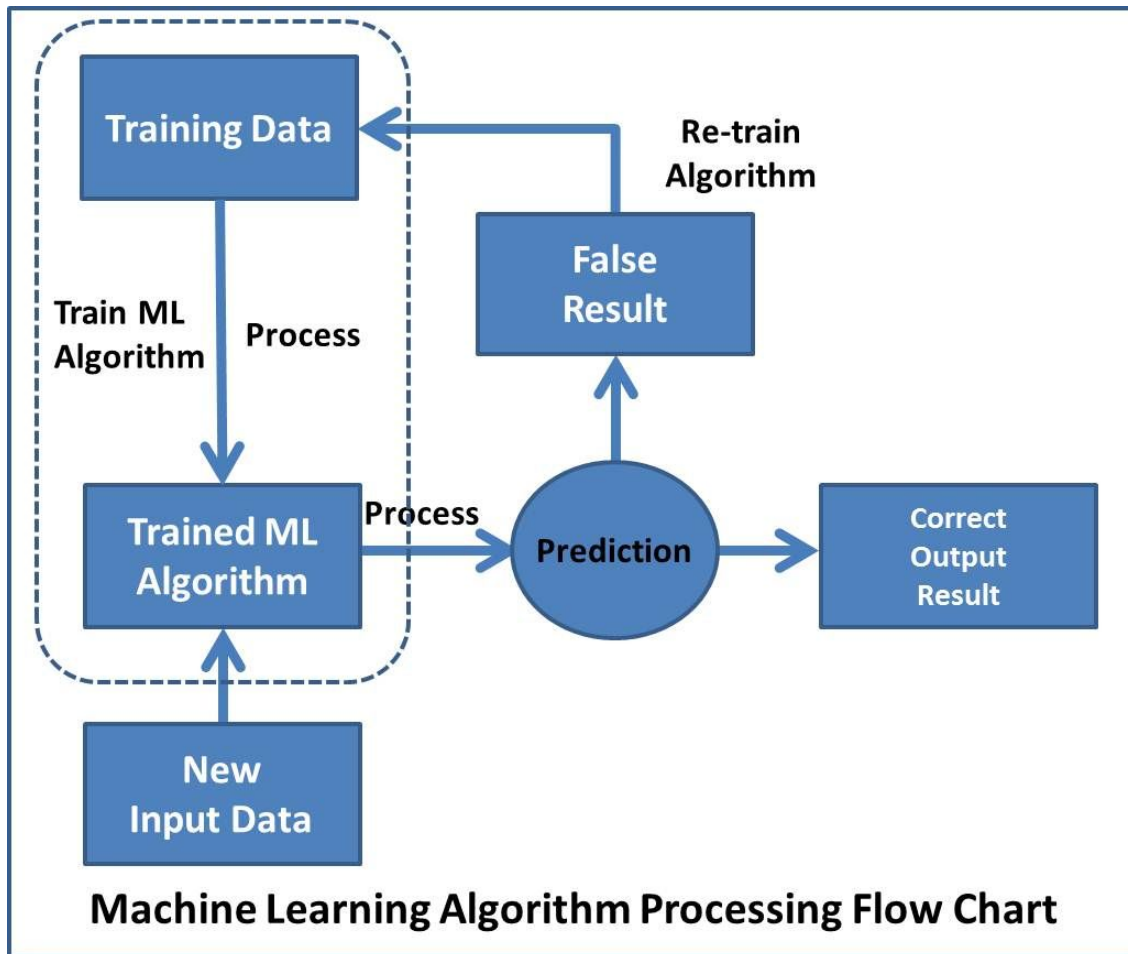 Training Data
Re-train
Algorithm
False
Result
Train ML
Algorithm
Process
Trained ML
Algorithm
Process
Prediction
Correct
Output
Result
New
Input Data
Machine Learning Algorithm Processing Flow Chart